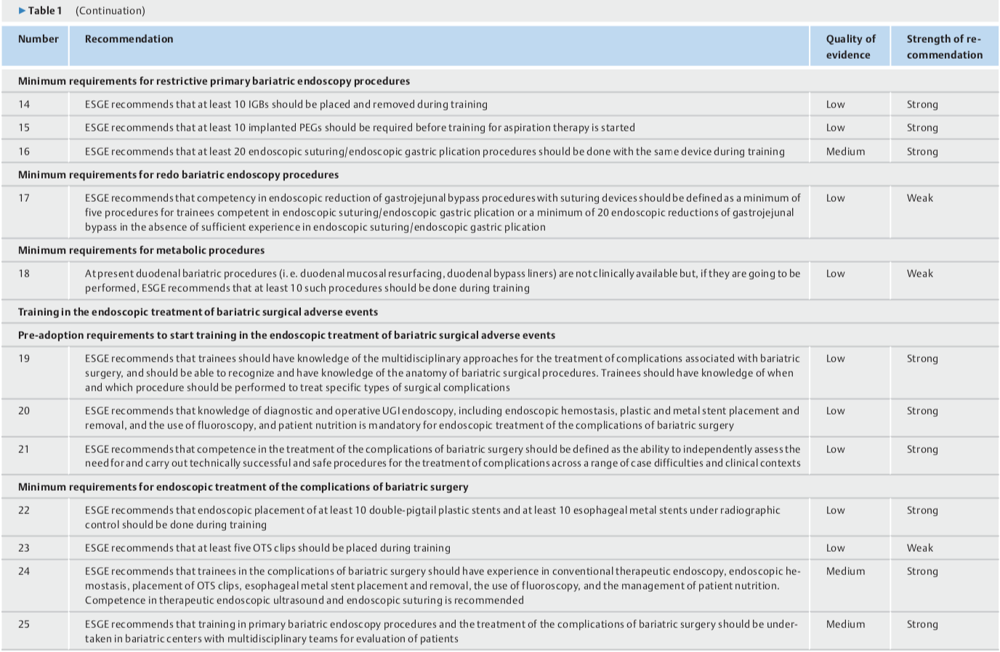 ▶ Table 1 (Continuation)
Number Recommendation Quality of evidence Strength of re-commendation
Minimum requirements for restrictive primary bariatric endoscopy procedures
14 ESGE recommends that at least 10 IGBs should be placed and removed during training Low Strong
15 ESGE recommends that at least 10 implanted PEGs should be required before training for aspiration therapy is started Low Strong
16 ESGE recommends that at least 20 endoscopic suturing/endoscopic gastric plication procedures should be done with the same device during training Medium Strong
Minimum requirements for redo bariatric endoscopy procedures
17 ESGE recommends that competency in endoscopic reduction of gastrojejunal bypass procedures with suturing devices should be defined as a minimum of Low Weak
five procedures for trainees competent in endoscopic suturing/endoscopic gastric plication or a minimum of 20 endoscopic reductions of gastrojejunal
bypass in the absence of sufficient experience in endoscopic suturing/endoscopic gastric plication
Minimum requirements for metabolic procedures
18 At present duodenal bariatric procedures (i. e. duodenal mucosal resurfacing, duodenal bypass liners) are not clinically available but, if they are going to be Low Weak
performed, ESGE recommends that at least 10 such procedures should be done during training
Training in the endoscopic treatment of bariatric surgical adverse events
Pre-adoption requirements to start training in the endoscopic treatment of bariatric surgical adverse events
19 ESGE recommends that trainees should have knowledge of the multidisciplinary approaches for the treatment of complications associated with bariatric Low Strong
surgery, and should be able to recognize and have knowledge of the anatomy of bariatric surgical procedures. Trainees should have knowledge of when
and which procedure should be performed to treat specific types of surgical complications
20 ESGE recommends that knowledge of diagnostic and operative UGI endoscopy, including endoscopic hemostasis, plastic and metal stent placement and Low Strong
removal, and the use of fluoroscopy, and patient nutrition is mandatory for endoscopic treatment of the complications of bariatric surgery
21 ESGE recommends that competence in the treatment of the complications of bariatric surgery should be defined as the ability to independently assess the Low Strong
need for and carry out technically successful and safe procedures for the treatment of complications across a range of case difficulties and clinical contexts
Minimum requirements for endoscopic treatment of the complications of bariatric surgery
22 ESGE recommends that endoscopic placement of at least 10 double-pigtail plastic stents and at least 10 esophageal metal stents under radiographic Low Strong
control should be done during training
23 ESGE recommends that at least five OTS clips should be placed during training Low Weak
24 ESGE recommends that trainees in the complications of bariatric surgery should have experience in conventional therapeutic endoscopy, endoscopic he- Medium Strong
mostasis, placement of OTS clips, esophageal metal stent placement and removal, the use of fluoroscopy, and the management of patient nutrition.
Competence in therapeutic endoscopic ultrasound and endoscopic suturing is recommended
25 ESGE recommends that training in primary bariatric endoscopy procedures and the treatment of the complications of bariatric surgery should be under- Medium Strong
taken in bariatric centers with multidisciplinary teams for evaluation of patients